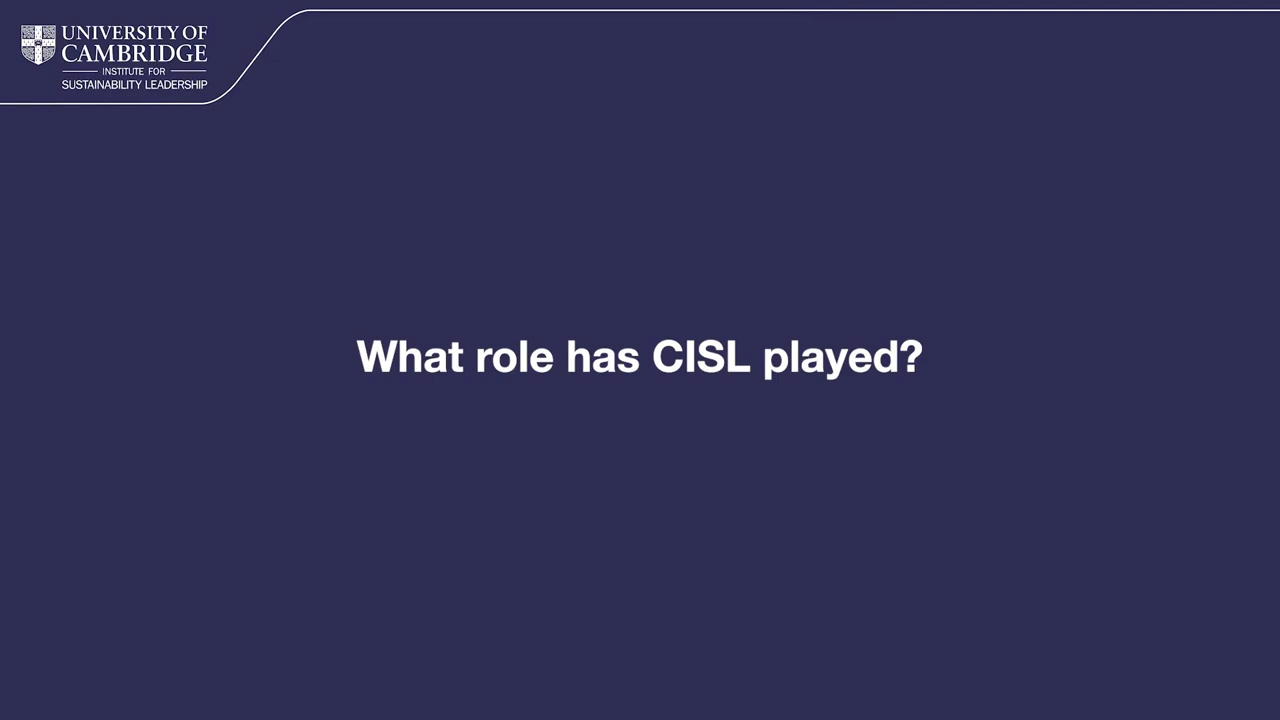 UNIVERSITY OF
CAMBRIDGE
INSTITUTE FOR
SUSTAINABILITY LEADERSHIP
What role has CISL played?